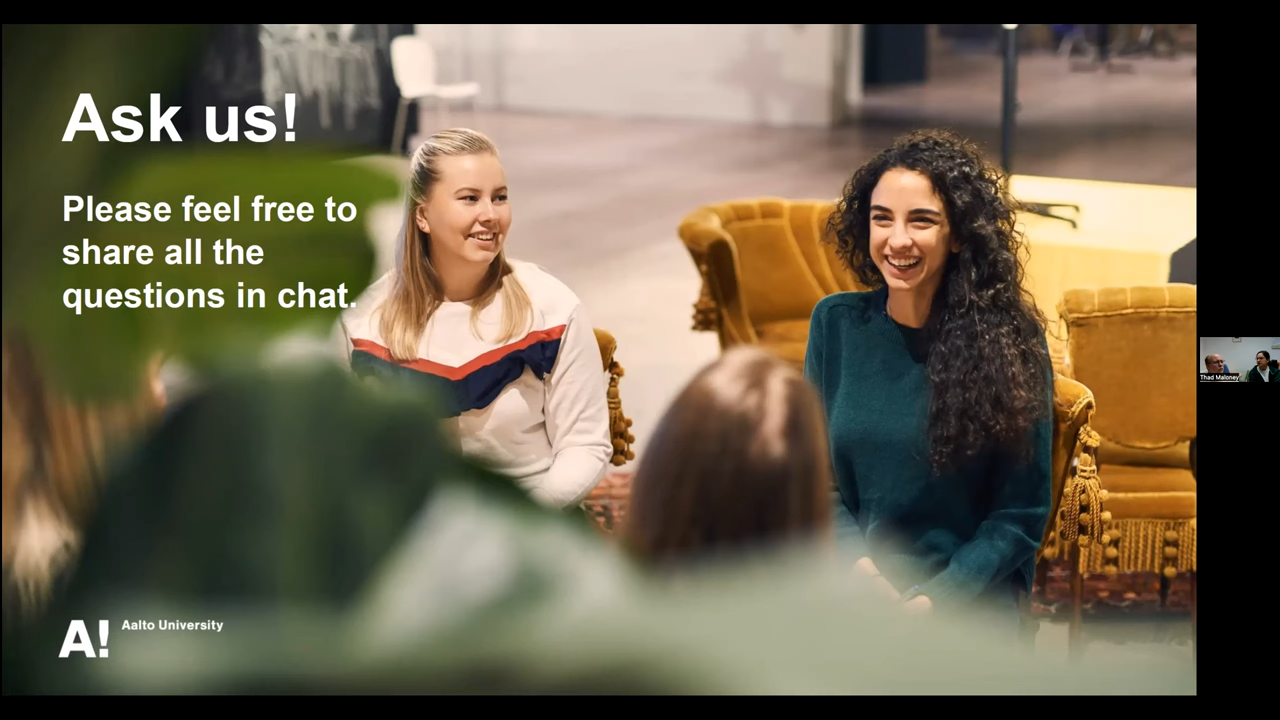 Ask us!
Please feel free to
share all the
questions in chat.
A! Aalto University
Thad Maloney